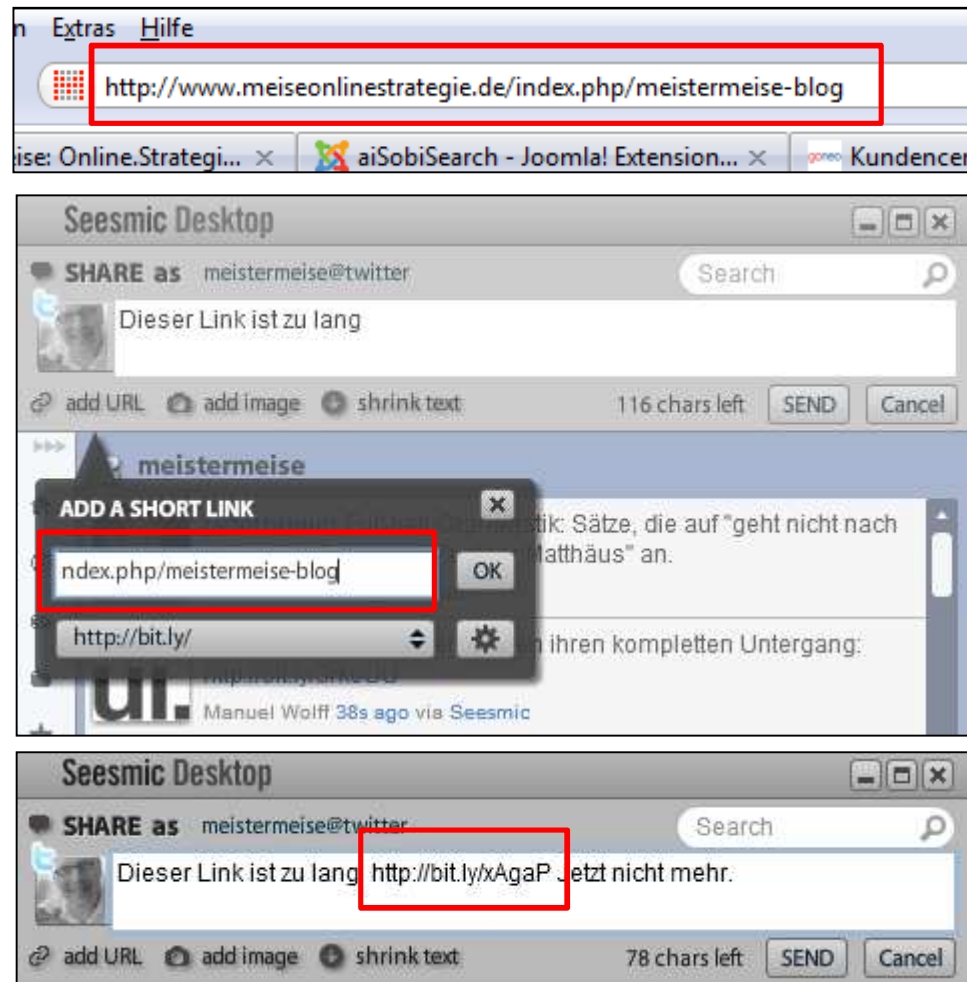 n Extras Hilfe
http://www.meiseonlinestrategie.de/index.php/meistermeise-blog
ise: Online.Strategi... × aiSobiSearch - Joomla! Extension... × goneo Kundencer
Seesmic Desktop
SHARE as meistermeise@twitter Search
Dieser Link ist zu lang
add URL add image shrink text 116 chars left SEND Cancel
meistermeise
ADD A SHORT LINK
tik: Sätze, die auf "geht nicht nach
ndex.php/meistermeise-blog OK
Matthäus" an.
http://bit.ly/
n ihren kompletten Untergang:
ui.
Manuel Wolff 38s ago via Seesmic
Seesmic Desktop
SHARE as meistermeise@twitter Search
Dieser Link ist zu lang http://bit.ly/xAgaP Jetzt nicht mehr.
add URL add image shrink text 78 chars left SEND Cancel